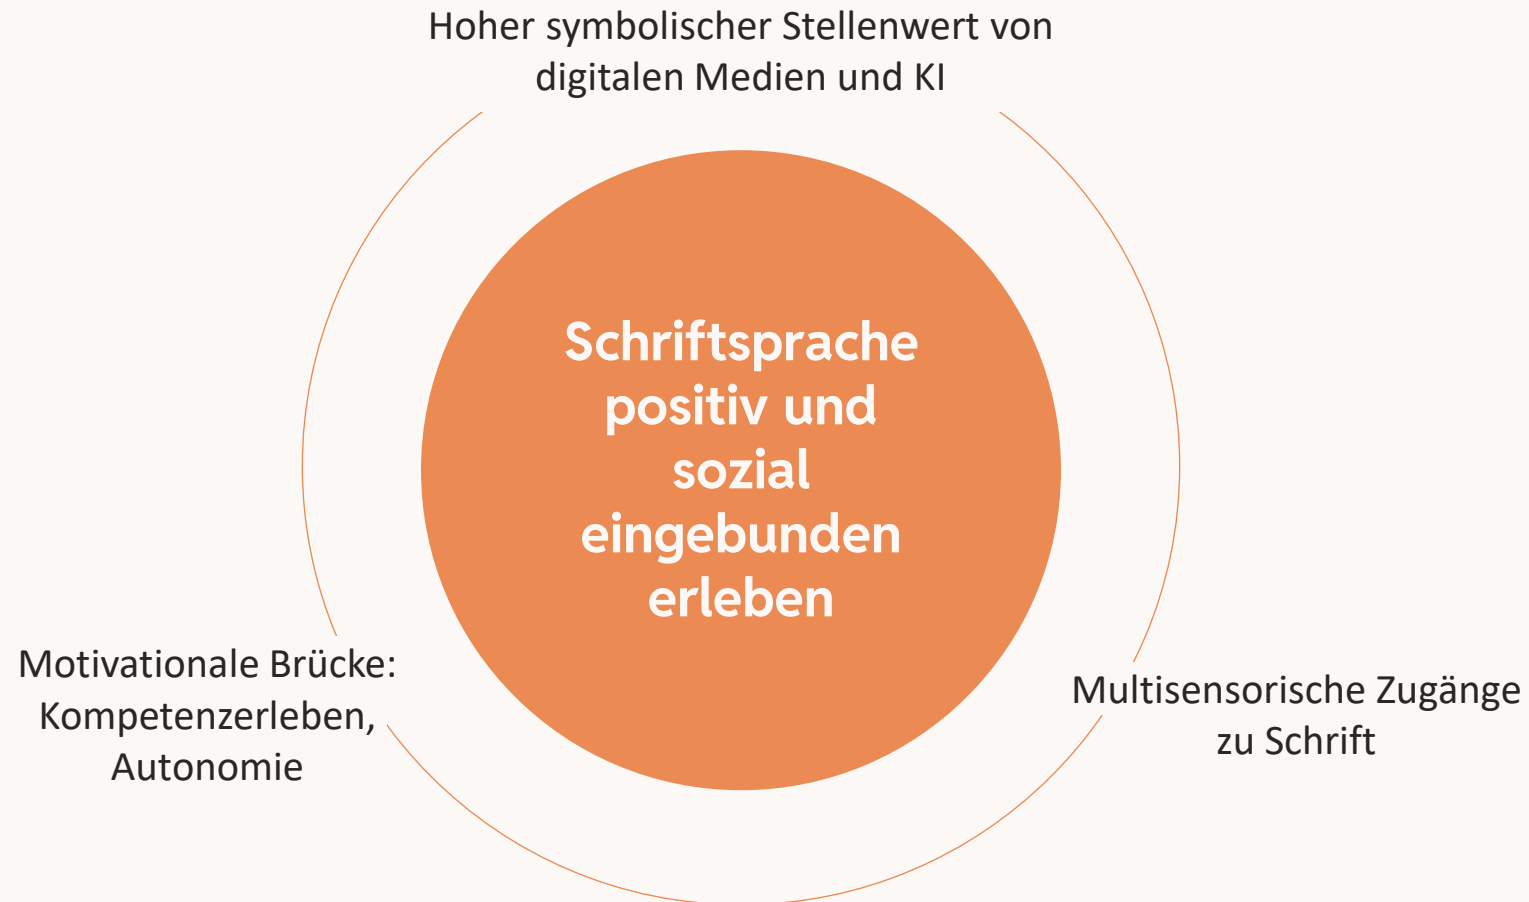 Hoher symbolischer Stellenwert von
digitalen Medien und KI
Schriftsprache
positiv und
sozial
eingebunden
erleben
Motivationale Brücke:
Kompetenzerleben,
Autonomie
Multisensorische Zugänge
zu Schrift